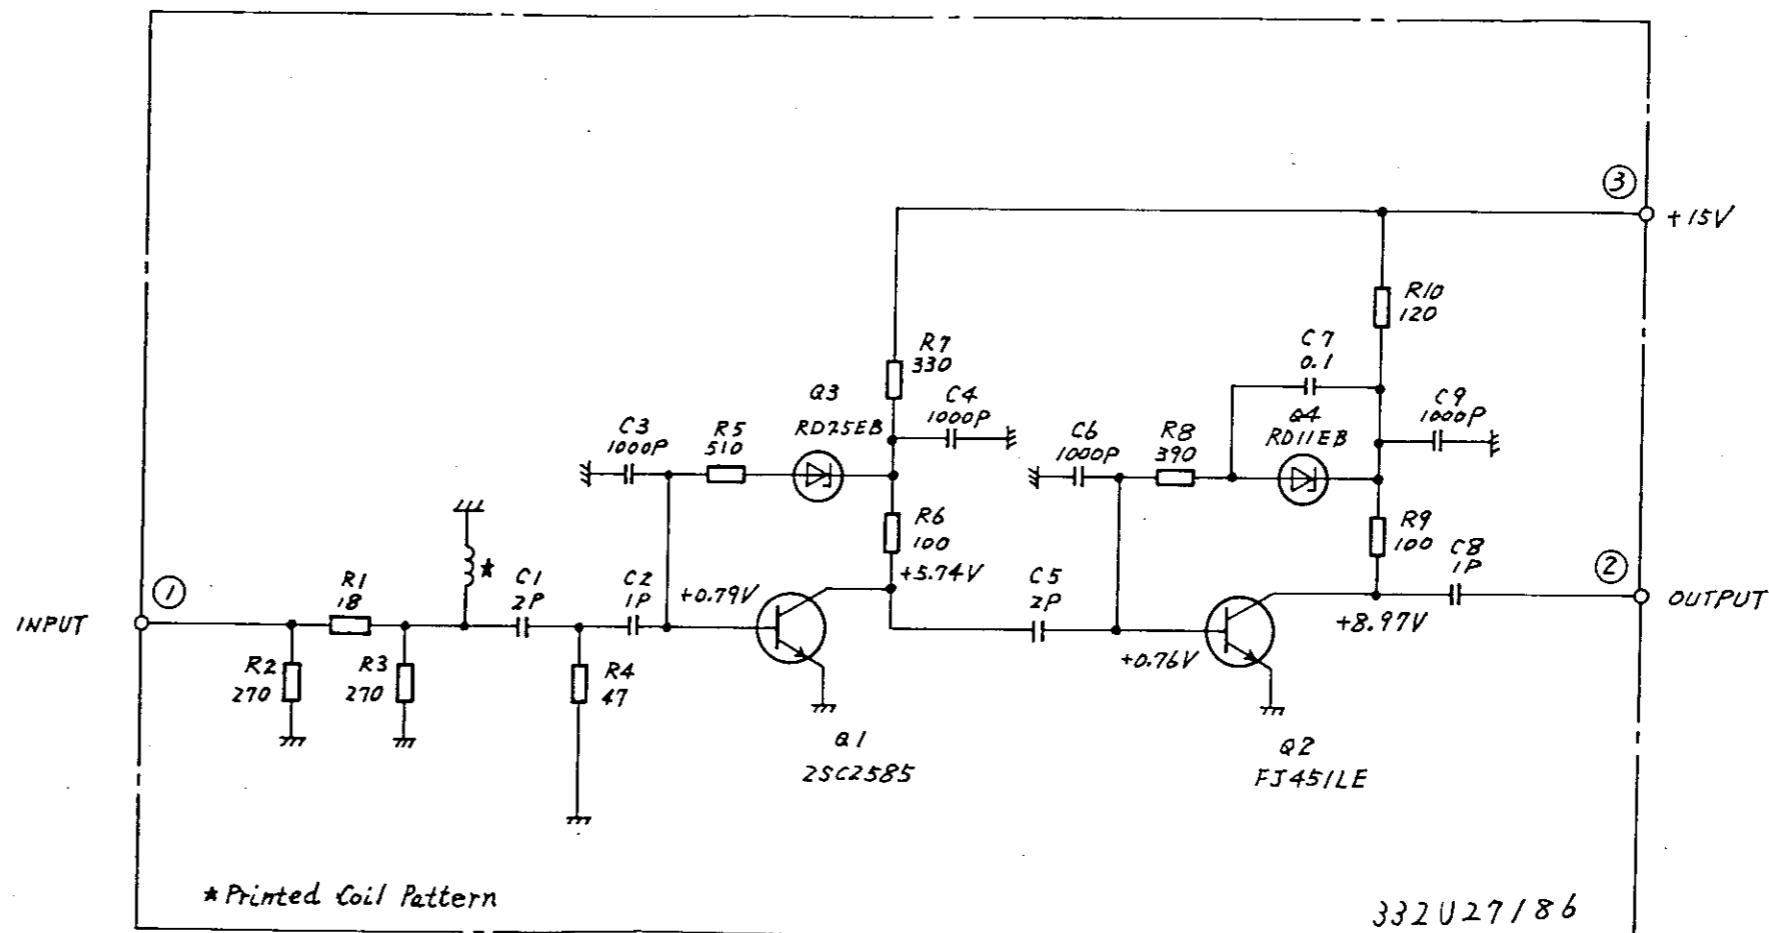 ③
+15V
R10
120
R7
330
C7
0.1
Q3
RD25EB
C4
1000P
Q4
RD11EB
C9
1000P
C3
1000P
R5
510
C6
1000P
R8
390
R6
100
R9
100
*
+5.74V
C8
1P
①
INPUT
R1
18
C1
2P
C2
1P
+0.79V
C5
2P
②
OUTPUT
+8.97V
+0.76V
R2
270
R3
270
R4
47
Q1
2SC2585
Q2
FJ451LE
*Printed Coil Pattern
332U27186